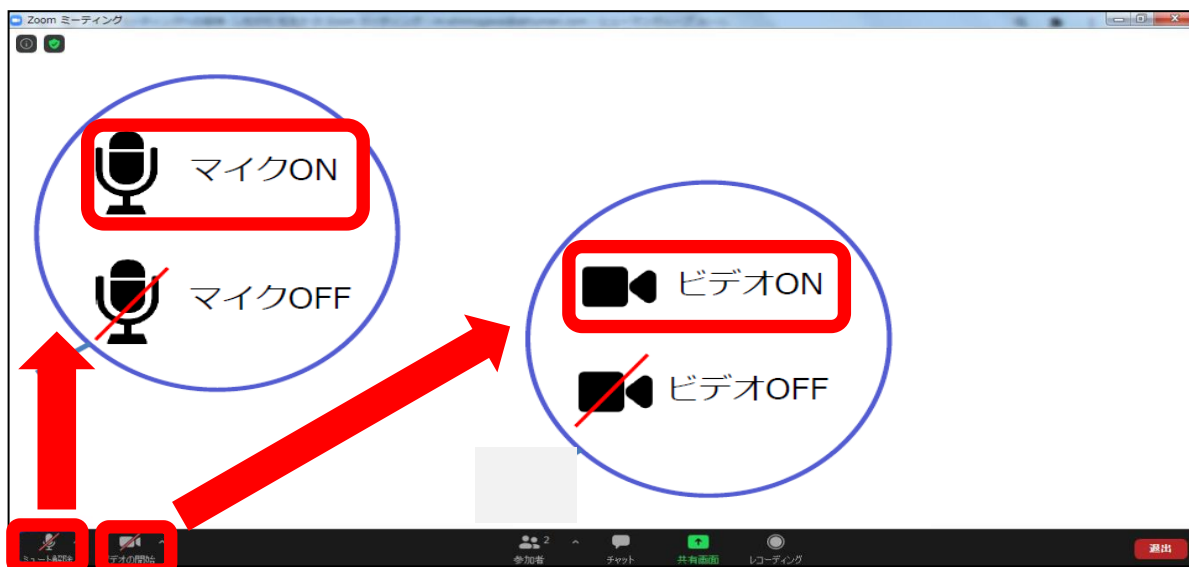 Zoom ミーティング
マイクON
マイクOFF
ビデオON
ビデオOFF
ミュート解除
デオの開始
2
参加者
チャット
共有画面
レコーディング
退出